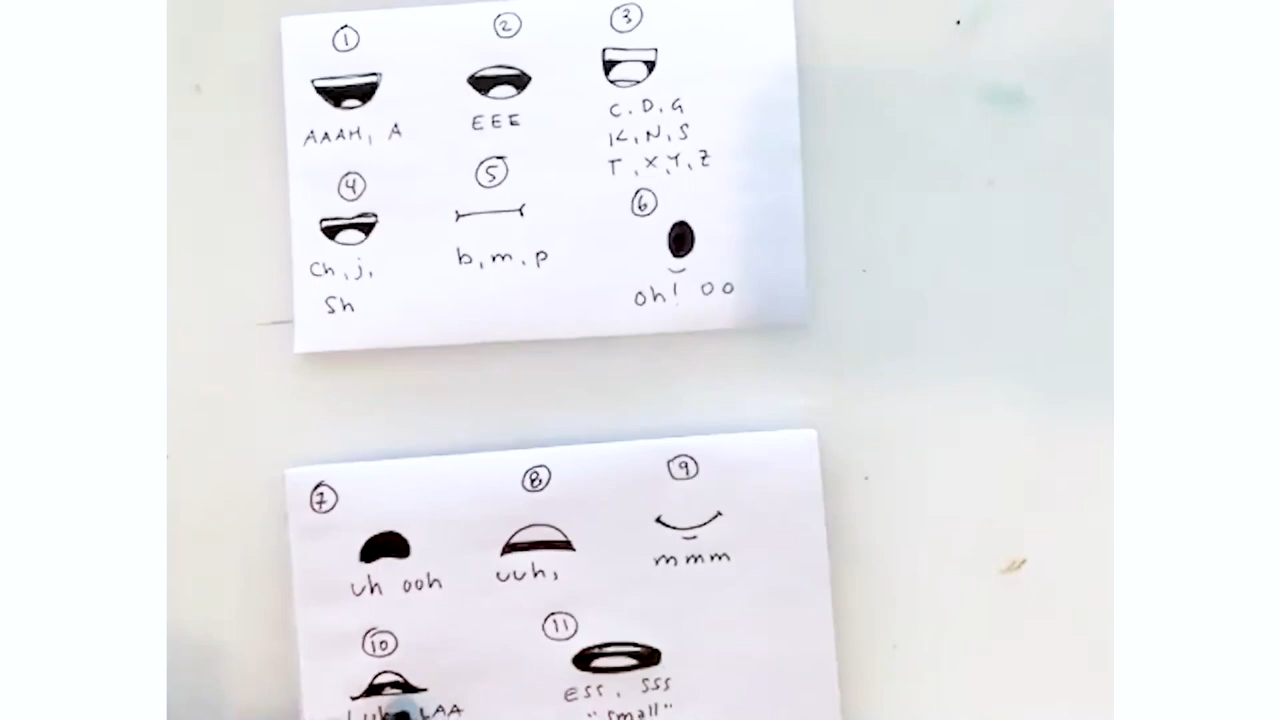 1
AAAH, A
2
EEE
3
C, D, G
K, N, S
T, X, Y, Z
4
Ch, j,
Sh
5
b, m, p
6
oh! oo
7
uh ooh
8
uuh,
9
mmm
10
LAA
11
ess, sss
"small"